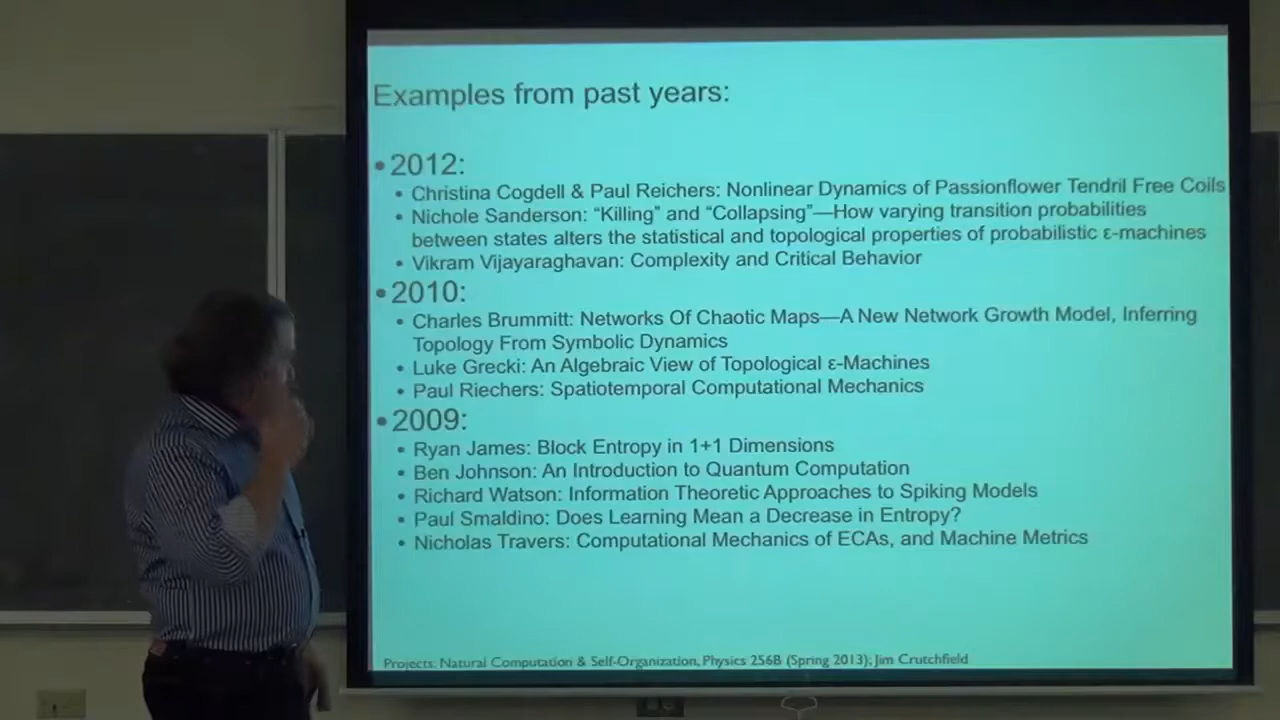 Examples from past years:
• 2012:
• Christina Cogdell & Paul Reichers: Nonlinear Dynamics of Passionflower Tendril Free Coils
• Nichole Sanderson: “Killing” and “Collapsing”—How varying transition probabilities
between states alters the statistical and topological properties of probabilistic ε-machines
• Vikram Vijayaraghavan: Complexity and Critical Behavior
• 2010:
• Charles Brummitt: Networks Of Chaotic Maps—A New Network Growth Model, Inferring
Topology From Symbolic Dynamics
• Luke Grecki: An Algebraic View of Topological ε-Machines
• Paul Riechers: Spatiotemporal Computational Mechanics
• 2009:
• Ryan James: Block Entropy in 1+1 Dimensions
• Ben Johnson: An Introduction to Quantum Computation
• Richard Watson: Information Theoretic Approaches to Spiking Models
• Paul Smaldino: Does Learning Mean a Decrease in Entropy?
• Nicholas Travers: Computational Mechanics of ECAs, and Machine Metrics
Projects: Natural Computation & Self-Organization, Physics 256B (Spring 2013); Jim Crutchfield